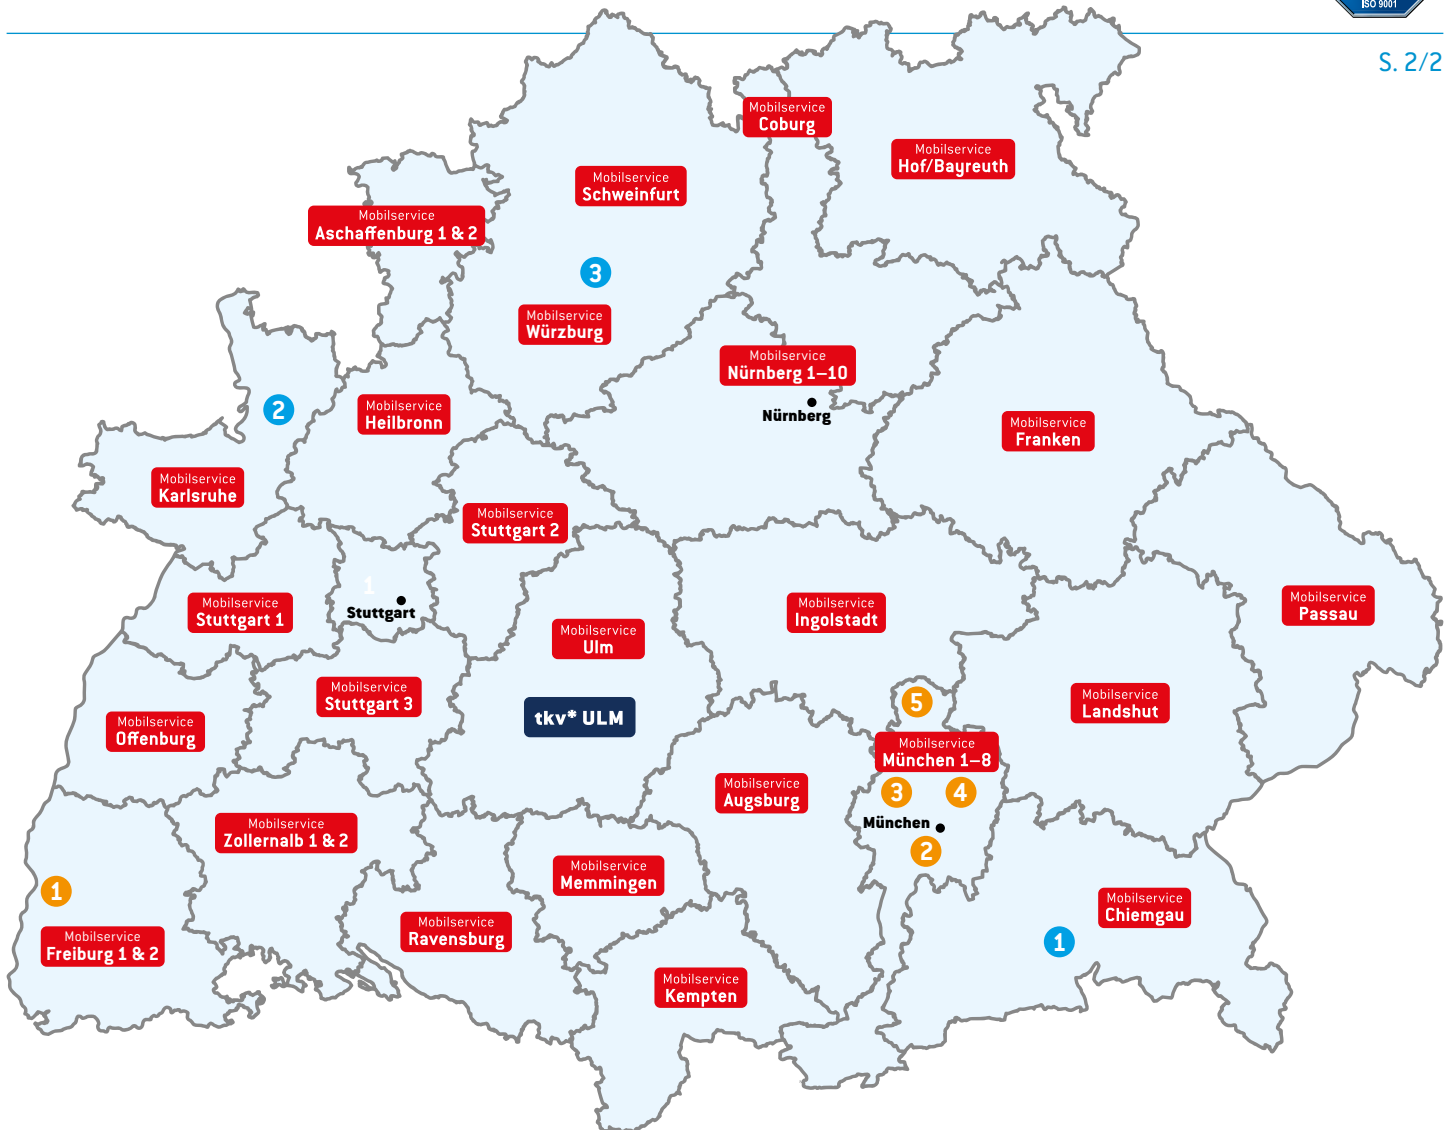 ISO 9001
S. 2/2
Mobilservice
Coburg
Mobilservice
Hof/Bayreuth
Mobilservice
Schweinfurt
Mobilservice
Aschaffenburg 1 & 2
3
Mobilservice
Würzburg
Mobilservice
Nürnberg 1–10
Nürnberg
2
Mobilservice
Heilbronn
Mobilservice
Franken
Mobilservice
Karlsruhe
Mobilservice
Stuttgart 2
1
Stuttgart
Mobilservice
Stuttgart 1
Mobilservice
Ingolstadt
Mobilservice
Passau
Mobilservice
Ulm
Mobilservice
Stuttgart 3
tkv* ULM
5
Mobilservice
Landshut
Mobilservice
Offenburg
Mobilservice
München 1–8
3
4
Mobilservice
Augsburg
München
2
Mobilservice
Zollernalb 1 & 2
Mobilservice
Memmingen
1
Mobilservice
Freiburg 1 & 2
Mobilservice
Ravensburg
Mobilservice
Chiemgau
1
Mobilservice
Kempten